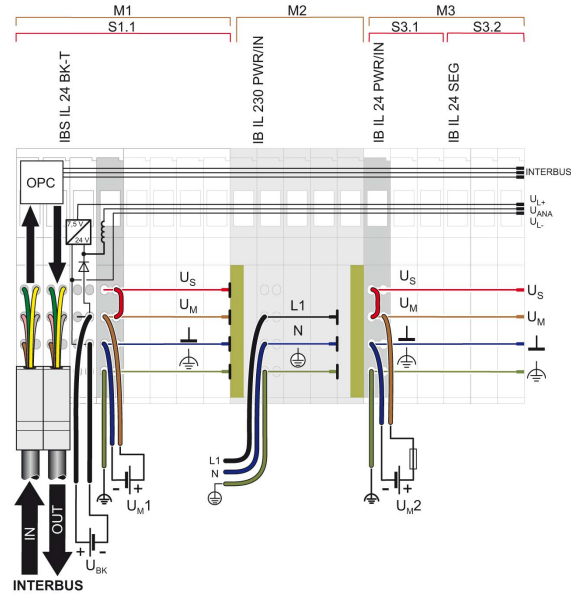 M1 M2 M3
S1.1 S3.1 S3.2
IBS IL 24 BK-T
IB IL 230 PWR/IN
IB IL 24 PWR/IN
IB IL 24 SEG
OPC
INTERBUS
7,5 V
24 V
UL+
UANA
UL-
US
UM
L1
N
US
UM
US
UM
L1
N
- +
UM1
- +
UM2
IN
OUT
+ -
UBK
INTERBUS